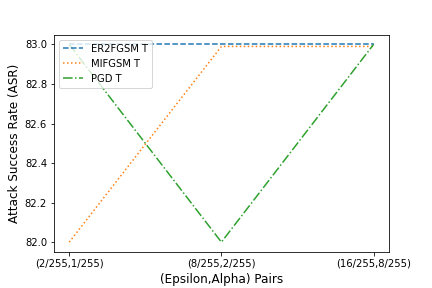 83.0
82.8
82.6
82.4
82.2
82.0
Attack Success Rate (ASR)
ER2FGSM T
MIFGSM T
PGD T
(2/255,1/255)
(8/255,2/255)
(16/255,8/255)
(Epsilon,Alpha) Pairs